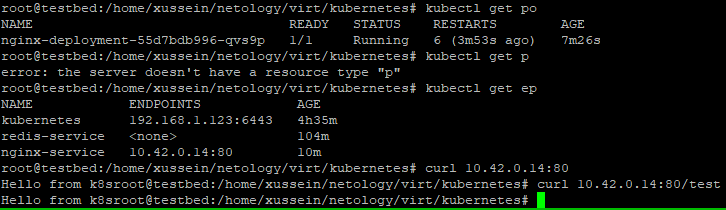 root@testbed:/home/xussein/netology/virt/kubernetes# kubectl get po
NAME READY STATUS RESTARTS AGE
nginx-deployment-55d7bdb996-qvs9p 1/1 Running 6 (3m53s ago) 7m26s
root@testbed:/home/xussein/netology/virt/kubernetes# kubectl get p
error: the server doesn't have a resource type "p"
root@testbed:/home/xussein/netology/virt/kubernetes# kubectl get ep
NAME ENDPOINTS AGE
kubernetes 192.168.1.123:6443 4h35m
redis-service <none> 104m
nginx-service 10.42.0.14:80 10m
root@testbed:/home/xussein/netology/virt/kubernetes# curl 10.42.0.14:80
Hello from k8sroot@testbed:/home/xussein/netology/virt/kubernetes# curl 10.42.0.14:80/test
Hello from k8sroot@testbed:/home/xussein/netology/virt/kubernetes#